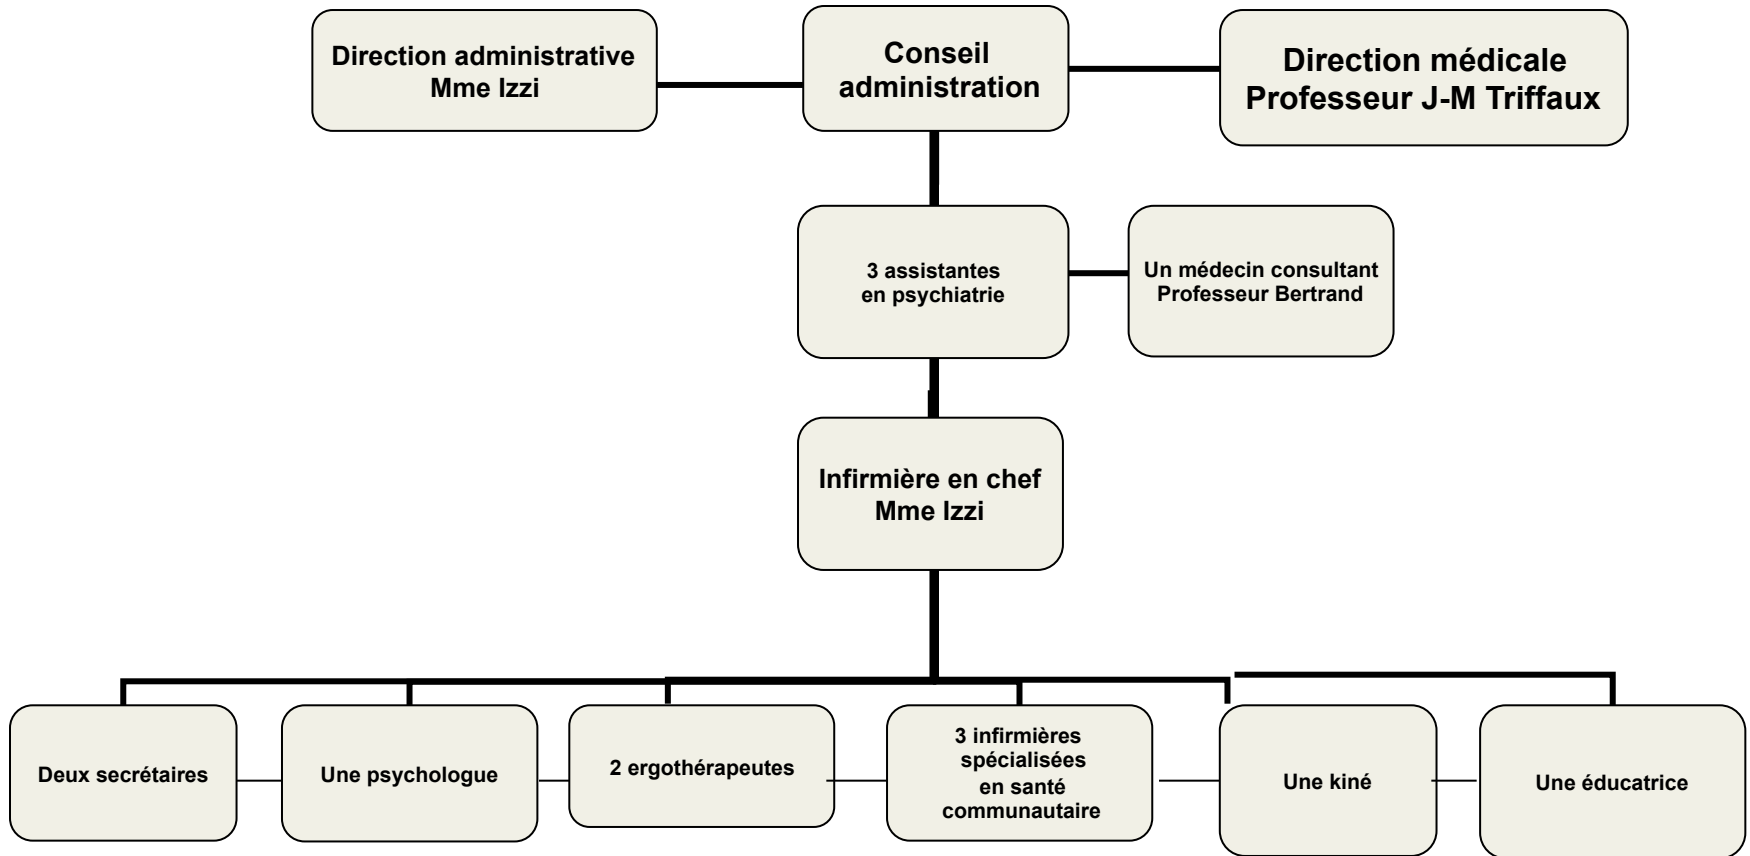 Direction administrative
Mme Izzi
Conseil
administration
Direction médicale
Professeur J-M Triffaux
3 assistantes
en psychiatrie
Un médecin consultant
Professeur Bertrand
Infirmière en chef
Mme Izzi
Deux secrétaires
Une psychologue
2 ergothérapeutes
3 infirmières
spécialisées
en santé
communautaire
Une kiné
Une éducatrice